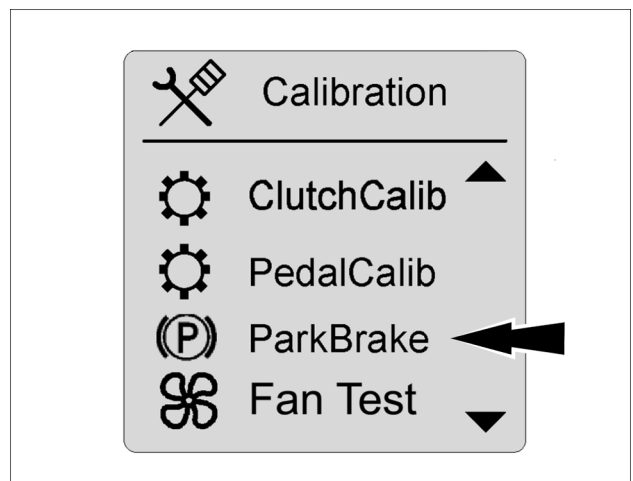 Calibration
ClutchCalib
PedalCalib
(P) ParkBrake
Fan Test